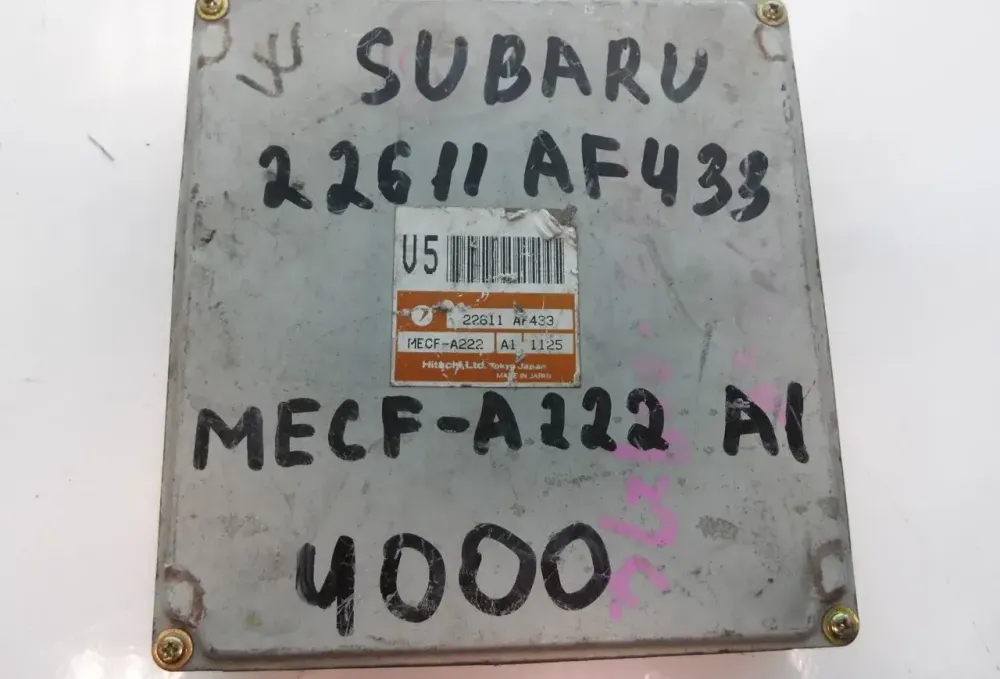 SUBARU
22611 AF433
V5
22611 AF433
MECF-A222 A1 1125
Hitachi, Ltd. Tokyo Japan
MADE IN JAPAN
MECF-A222 A1
4000